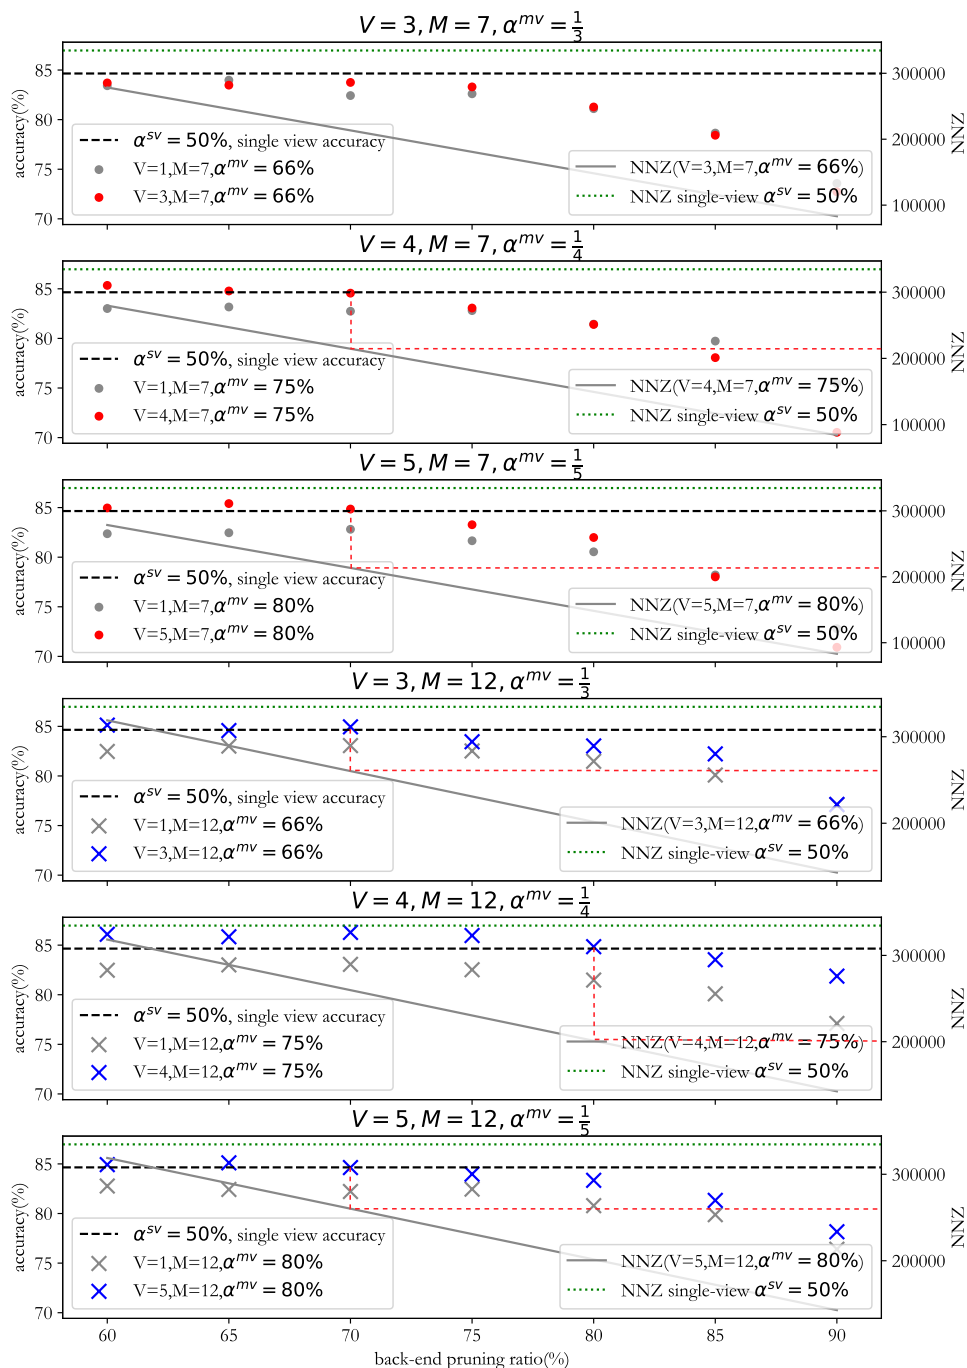 V = 3, M = 7, α^mv = 1/3
accuracy(%)
85
80
75
70
300000
200000
100000
NNZ
α^sv = 50%, single view accuracy
V=1,M=7,α^mv = 66%
V=3,M=7,α^mv = 66%
NNZ(V=3,M=7,α^mv = 66%)
NNZ single-view α^sv = 50%
V = 4, M = 7, α^mv = 1/4
accuracy(%)
85
80
75
70
300000
200000
100000
NNZ
α^sv = 50%, single view accuracy
V=1,M=7,α^mv = 75%
V=4,M=7,α^mv = 75%
NNZ(V=4,M=7,α^mv = 75%)
NNZ single-view α^sv = 50%
V = 5, M = 7, α^mv = 1/5
accuracy(%)
85
80
75
70
300000
200000
100000
NNZ
α^sv = 50%, single view accuracy
V=1,M=7,α^mv = 80%
V=5,M=7,α^mv = 80%
NNZ(V=5,M=7,α^mv = 80%)
NNZ single-view α^sv = 50%
V = 3, M = 12, α^mv = 1/3
accuracy(%)
85
80
75
70
300000
200000
NNZ
α^sv = 50%, single view accuracy
V=1,M=12,α^mv = 66%
V=3,M=12,α^mv = 66%
NNZ(V=3,M=12,α^mv = 66%)
NNZ single-view α^sv = 50%
V = 4, M = 12, α^mv = 1/4
accuracy(%)
85
80
75
70
300000
200000
NNZ
α^sv = 50%, single view accuracy
V=1,M=12,α^mv = 75%
V=4,M=12,α^mv = 75%
NNZ(V=4,M=12,α^mv = 75%)
NNZ single-view α^sv = 50%
V = 5, M = 12, α^mv = 1/5
accuracy(%)
85
80
75
70
300000
200000
NNZ
α^sv = 50%, single view accuracy
V=1,M=12,α^mv = 80%
V=5,M=12,α^mv = 80%
NNZ(V=5,M=12,α^mv = 80%)
NNZ single-view α^sv = 50%
60 65 70 75 80 85 90
back-end pruning ratio(%)